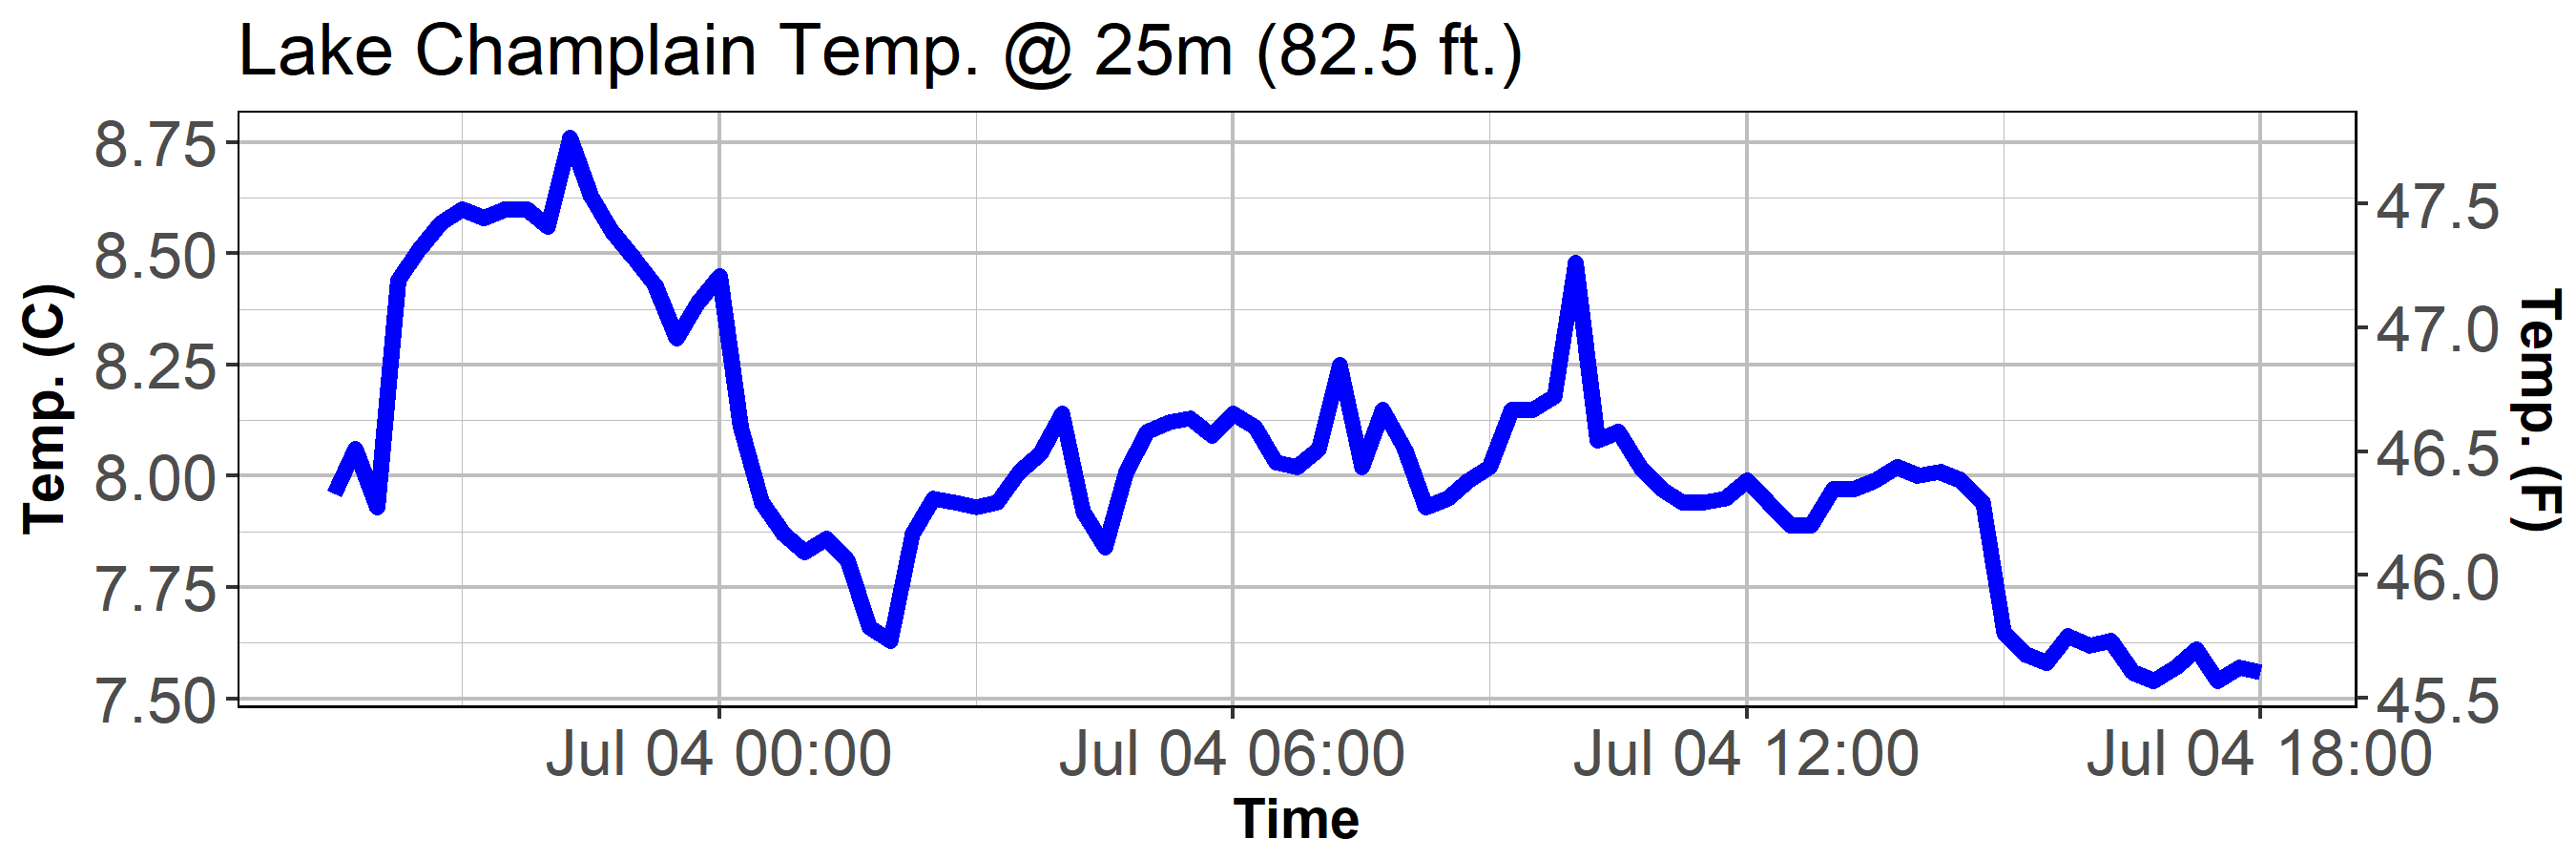 Lake Champlain Temp. @ 25m (82.5 ft.)
8.75
8.50
8.25
8.00
7.75
7.50
Temp. (C)
47.5
47.0
46.5
46.0
45.5
Temp. (F)
Jul 04 00:00
Jul 04 06:00
Jul 04 12:00
Jul 04 18:00
Time